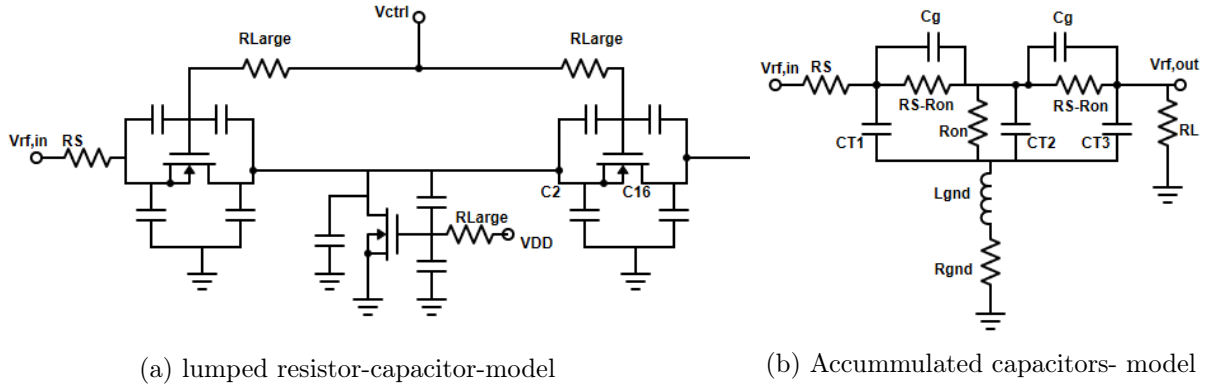 Vctrl
RLarge
RLarge
Vrf,in
RS
C2
C16
RLarge
VDD
Cg
Cg
Vrf,in
RS
Vrf,out
RS-Ron
RS-Ron
Ron
CT1
CT2
CT3
RL
Lgnd
Rgnd
(a) lumped resistor-capacitor-model
(b) Accummulated capacitors- model